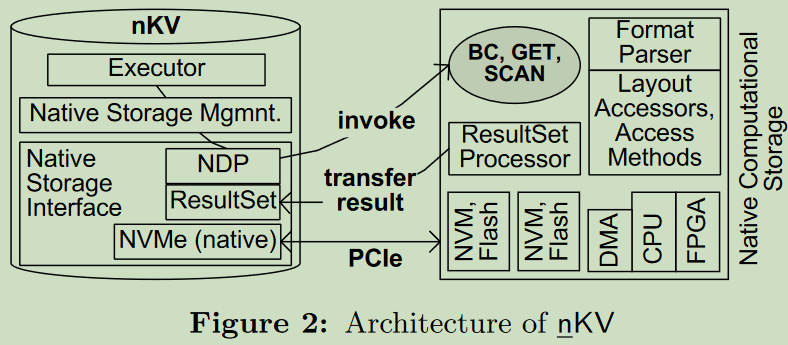 nKV
Executor
Native Storage Mgmnt.
Native
Storage
Interface
NDP
ResultSet
NVMe (native)
invoke
transfer
result
PCIe
BC, GET,
SCAN
ResultSet
Processor
Format
Parser
Layout
Accessors,
Access
Methods
NVM,
Flash
NVM,
Flash
DMA
CPU
FPGA
Native Computational
Storage
Figure 2: Architecture of nKV